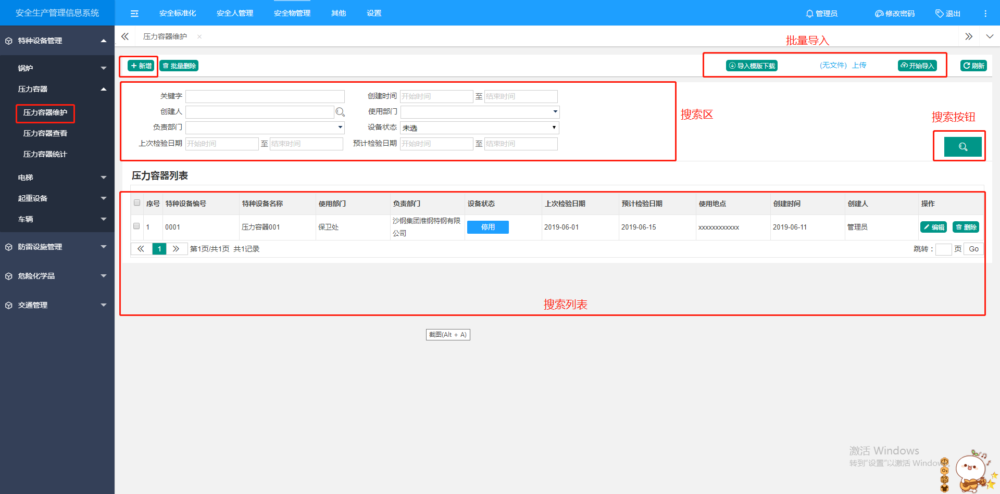 安全生产管理信息系统
安全标准化 安全人管理 安全物管理 其他 设置
管理员 修改密码 退出
特种设备管理
锅炉
压力容器
压力容器维护
压力容器查看
压力容器统计
电梯
起重设备
车辆
防雷设施管理
危险化学品
交通管理
压力容器维护
批量导入
新增 批量删除
导入模版下载 (无文件) 上传 开始导入 刷新
关键字 创建时间 开始时间 至 结束时间
创建人 使用部门
负责部门 设备状态 未选
上次检验日期 开始时间 至 结束时间 预计检验日期 开始时间 至 结束时间
搜索区
搜索按钮
压力容器列表
序号 特种设备编号 特种设备名称 使用部门 负责部门 设备状态 上次检验日期 预计检验日期 使用地点 创建时间 创建人 操作
1 0001 压力容器001 保卫处 沙钢集团淮钢特钢有限公司 停用 2019-06-01 2019-06-15 xxxxxxxxxxxx 2019-06-11 管理员 编辑 删除
1 第1页/共1页 共1记录 跳转： 页 Go
搜索列表
截图(Alt + A)
激活 Windows
转到“设置”以激活 Windows。
中
简